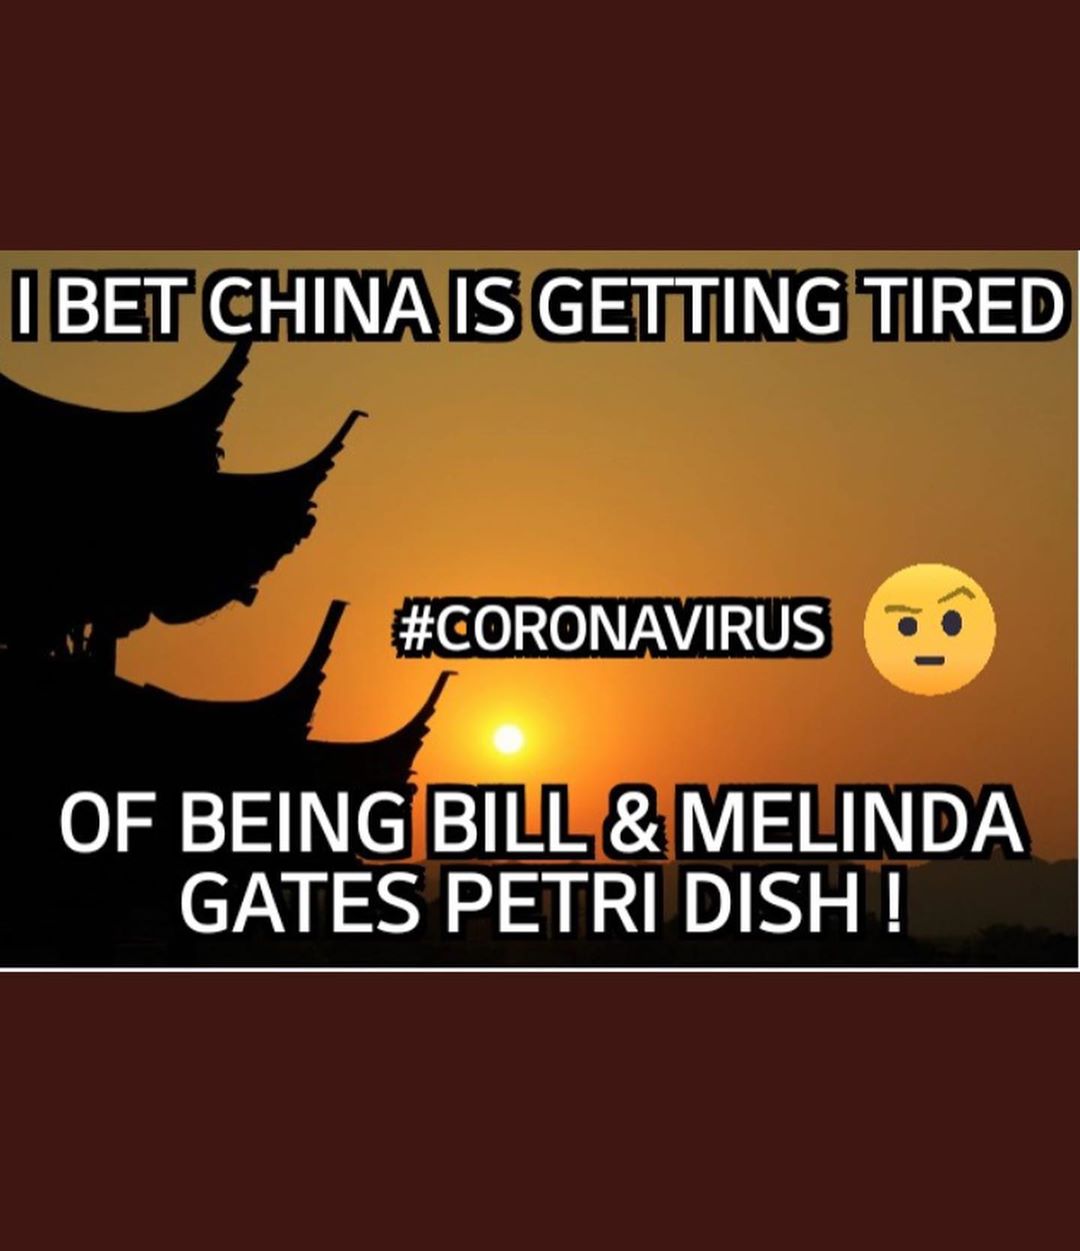 I BET CHINA IS GETTING TIRED
#CORONAVIRUS
OF BEING BILL & MELINDA
GATES PETRI DISH !